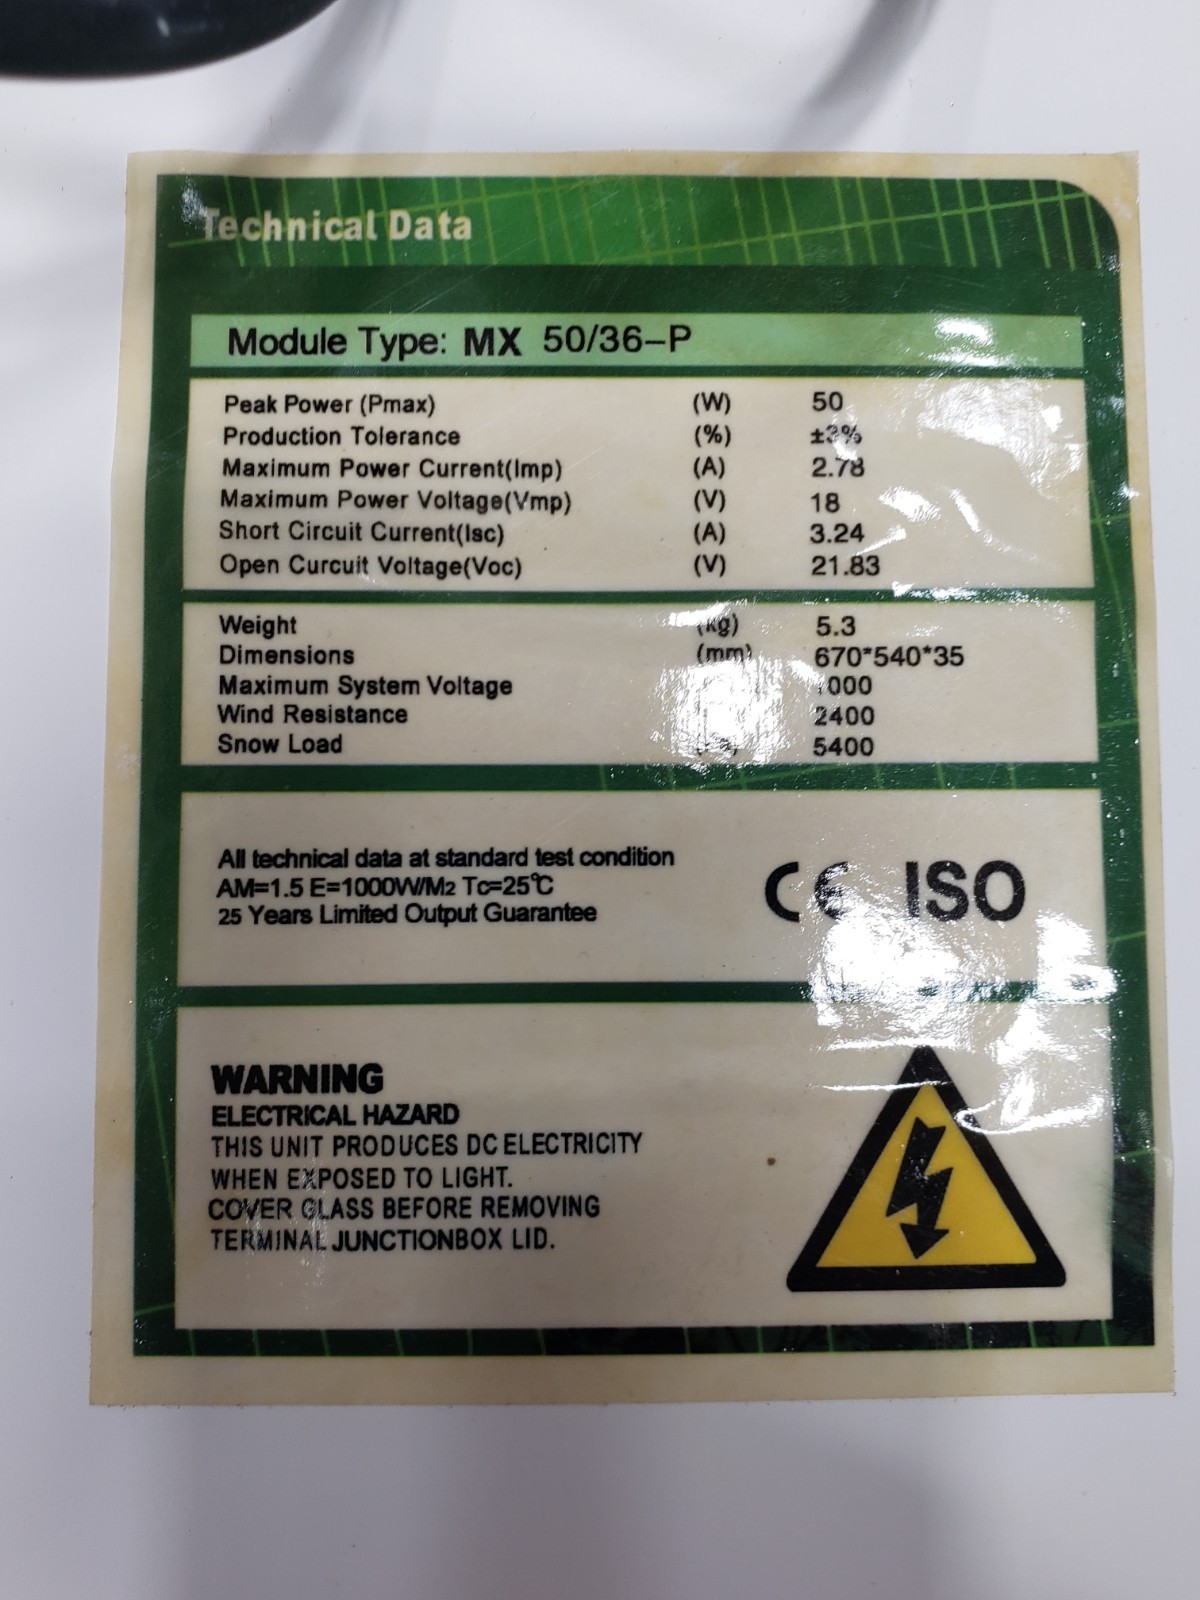 Technical Data
Module Type: MX 50/36-P
Peak Power (Pmax) (W) 50
Production Tolerance (%) ±3%
Maximum Power Current(Imp) (A) 2.78
Maximum Power Voltage(Vmp) (V) 18
Short Circuit Current(Isc) (A) 3.24
Open Curcuit Voltage(Voc) (V) 21.83
Weight (kg) 5.3
Dimensions (mm) 670*540*35
Maximum System Voltage 1000
Wind Resistance 2400
Snow Load 5400
All technical data at standard test condition
AM=1.5 E=1000W/M2 Tc=25℃
25 Years Limited Output Guarantee
CE ISO
WARNING
ELECTRICAL HAZARD
THIS UNIT PRODUCES DC ELECTRICITY
WHEN EXPOSED TO LIGHT.
COVER GLASS BEFORE REMOVING
TERMINAL JUNCTIONBOX LID.